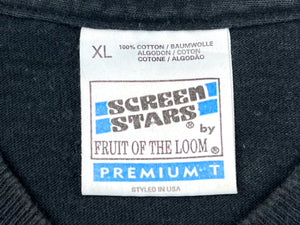 XL
100% COTTON / BAUMWOLLE
ALGODON / COTON
COTONE / ALGODÃO
SCREEN
STARS®
by
FRUIT OF THE LOOM®
PREMIUM T
STYLED IN USA